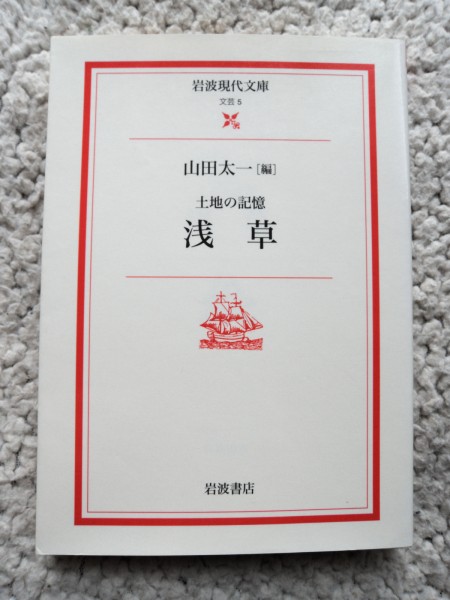 岩波現代文庫
文芸 5
山田太一[編]
土地の記憶
浅草
岩波書店